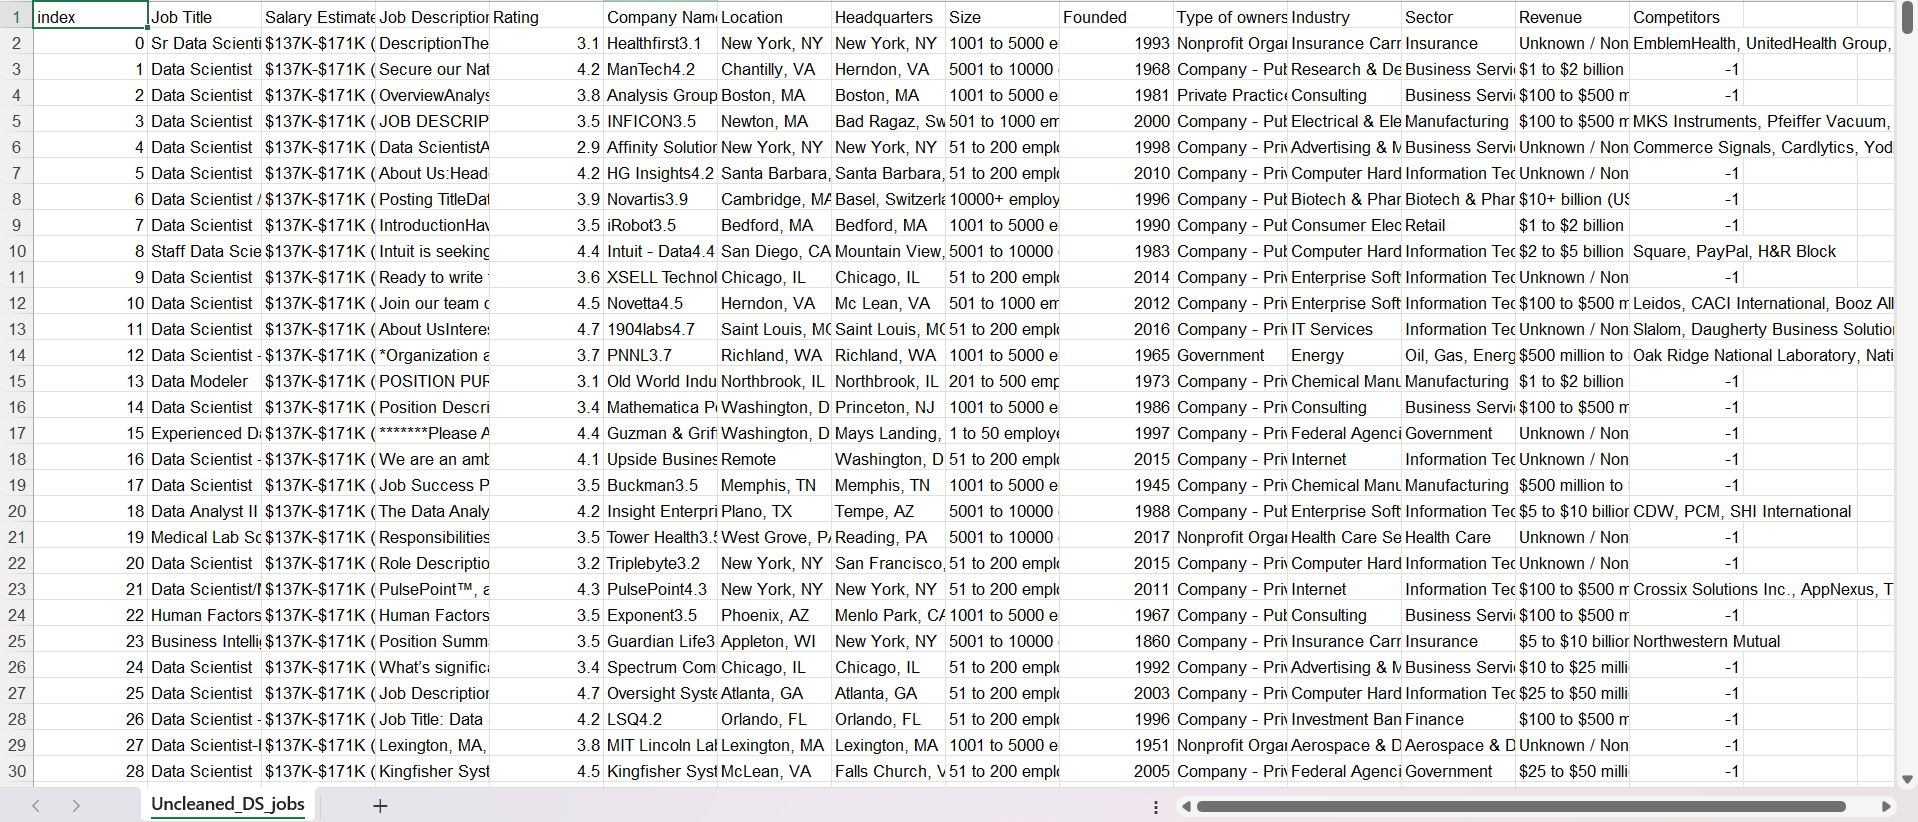 1 index Job Title Salary Estimate Job Description Rating Company Nam Location Headquarters Size Founded Type of owners Industry Sector Revenue Competitors
2 0 Sr Data Scienti $137K-$171K ( DescriptionThe 3.1 Healthfirst3.1 New York, NY New York, NY 1001 to 5000 e 1993 Nonprofit Orga Insurance Carr Insurance Unknown / Non EmblemHealth, UnitedHealth Group,
3 1 Data Scientist $137K-$171K ( Secure our Nat 4.2 ManTech4.2 Chantilly, VA Herndon, VA 5001 to 10000 1968 Company - Pub Research & De Business Servi $1 to $2 billion -1
4 2 Data Scientist $137K-$171K ( OverviewAnalys 3.8 Analysis Group Boston, MA Boston, MA 1001 to 5000 e 1981 Private Practice Consulting Business Servi $100 to $500 m -1
5 3 Data Scientist $137K-$171K ( JOB DESCRIP 3.5 INFICON3.5 Newton, MA Bad Ragaz, Sw 501 to 1000 em 2000 Company - Pub Electrical & Ele Manufacturing $100 to $500 m MKS Instruments, Pfeiffer Vacuum,
6 4 Data Scientist $137K-$171K ( Data ScientistA 2.9 Affinity Solution New York, NY New York, NY 51 to 200 empl 1998 Company - Priv Advertising & M Business Servi Unknown / Non Commerce Signals, Cardlytics, Yod
7 5 Data Scientist $137K-$171K ( About Us:Head 4.2 HG Insights4.2 Santa Barbara, Santa Barbara, 51 to 200 empl 2010 Company - Priv Computer Hard Information Tec Unknown / Non -1
8 6 Data Scientist / $137K-$171K ( Posting TitleDat 3.9 Novartis3.9 Cambridge, MA Basel, Switzerla 10000+ employ 1996 Company - Pub Biotech & Phar Biotech & Phar $10+ billion (US -1
9 7 Data Scientist $137K-$171K ( IntroductionHav 3.5 iRobot3.5 Bedford, MA Bedford, MA 1001 to 5000 e 1990 Company - Pub Consumer Elec Retail $1 to $2 billion -1
10 8 Staff Data Scie $137K-$171K ( Intuit is seeking 4.4 Intuit - Data4.4 San Diego, CA Mountain View, 5001 to 10000 1983 Company - Pub Computer Hard Information Tec $2 to $5 billion Square, PayPal, H&R Block
11 9 Data Scientist $137K-$171K ( Ready to write 3.6 XSELL Technol Chicago, IL Chicago, IL 51 to 200 empl 2014 Company - Priv Enterprise Soft Information Tec Unknown / Non -1
12 10 Data Scientist $137K-$171K ( Join our team 4.5 Novetta4.5 Herndon, VA Mc Lean, VA 501 to 1000 em 2012 Company - Priv Enterprise Soft Information Tec $100 to $500 m Leidos, CACI International, Booz All
13 11 Data Scientist $137K-$171K ( About UsInteres 4.7 1904labs4.7 Saint Louis, MO Saint Louis, MO 51 to 200 empl 2016 Company - Priv IT Services Information Tec Unknown / Non Slalom, Daugherty Business Solutio
14 12 Data Scientist - $137K-$171K ( *Organization a 3.7 PNNL3.7 Richland, WA Richland, WA 1001 to 5000 e 1965 Government Energy Oil, Gas, Energ $500 million to Oak Ridge National Laboratory, Nati
15 13 Data Modeler $137K-$171K ( POSITION PUR 3.1 Old World Indu Northbrook, IL Northbrook, IL 201 to 500 emp 1973 Company - Priv Chemical Manu Manufacturing $1 to $2 billion -1
16 14 Data Scientist $137K-$171K ( Position Descri 3.4 Mathematica P Washington, D Princeton, NJ 1001 to 5000 e 1986 Company - Priv Consulting Business Servi $100 to $500 m -1
17 15 Experienced Da $137K-$171K ( *******Please A 4.4 Guzman & Grif Washington, D Mays Landing, 1 to 50 employe 1997 Company - Priv Federal Agenci Government Unknown / Non -1
18 16 Data Scientist - $137K-$171K ( We are an amb 4.1 Upside Busines Remote Washington, D 51 to 200 empl 2015 Company - Priv Internet Information Tec Unknown / Non -1
19 17 Data Scientist $137K-$171K ( Job Success P 3.5 Buckman3.5 Memphis, TN Memphis, TN 1001 to 5000 e 1945 Company - Priv Chemical Manu Manufacturing $500 million to -1
20 18 Data Analyst II $137K-$171K ( The Data Analy 4.2 Insight Enterpri Plano, TX Tempe, AZ 5001 to 10000 1988 Company - Pub Enterprise Soft Information Tec $5 to $10 billion CDW, PCM, SHI International
21 19 Medical Lab Sc $137K-$171K ( Responsibilities 3.5 Tower Health3.5 West Grove, PA Reading, PA 5001 to 10000 2017 Nonprofit Orga Health Care Se Health Care Unknown / Non -1
22 20 Data Scientist $137K-$171K ( Role Descriptio 3.2 Triplebyte3.2 New York, NY San Francisco, 51 to 200 empl 2015 Company - Priv Computer Hard Information Tec Unknown / Non -1
23 21 Data Scientist/M $137K-$171K ( PulsePoint™, a 4.3 PulsePoint4.3 New York, NY New York, NY 51 to 200 empl 2011 Company - Priv Internet Information Tec $100 to $500 m Crossix Solutions Inc., AppNexus, T
24 22 Human Factors $137K-$171K ( Human Factors 3.5 Exponent3.5 Phoenix, AZ Menlo Park, CA 1001 to 5000 e 1967 Company - Pub Consulting Business Servi $100 to $500 m -1
25 23 Business Intelli $137K-$171K ( Position Summ 3.5 Guardian Life3 Appleton, WI New York, NY 5001 to 10000 1860 Company - Priv Insurance Carr Insurance $5 to $10 billion Northwestern Mutual
26 24 Data Scientist $137K-$171K ( What's signific 3.4 Spectrum Com Chicago, IL Chicago, IL 51 to 200 empl 1992 Company - Priv Advertising & M Business Servi $10 to $25 milli -1
27 25 Data Scientist $137K-$171K ( Job Description 4.7 Oversight Syste Atlanta, GA Atlanta, GA 51 to 200 empl 2003 Company - Priv Computer Hard Information Tec $25 to $50 milli -1
28 26 Data Scientist - $137K-$171K ( Job Title: Data 4.2 LSQ4.2 Orlando, FL Orlando, FL 51 to 200 empl 1996 Company - Priv Investment Ban Finance $100 to $500 m -1
29 27 Data Scientist- $137K-$171K ( Lexington, MA, 3.8 MIT Lincoln Lab Lexington, MA Lexington, MA 1001 to 5000 e 1951 Nonprofit Orga Aerospace & D Aerospace & D Unknown / Non -1
30 28 Data Scientist $137K-$171K ( Kingfisher Syst 4.5 Kingfisher Syst McLean, VA Falls Church, V 51 to 200 empl 2005 Company - Priv Federal Agenci Government $25 to $50 milli -1
Uncleaned_DS_jobs